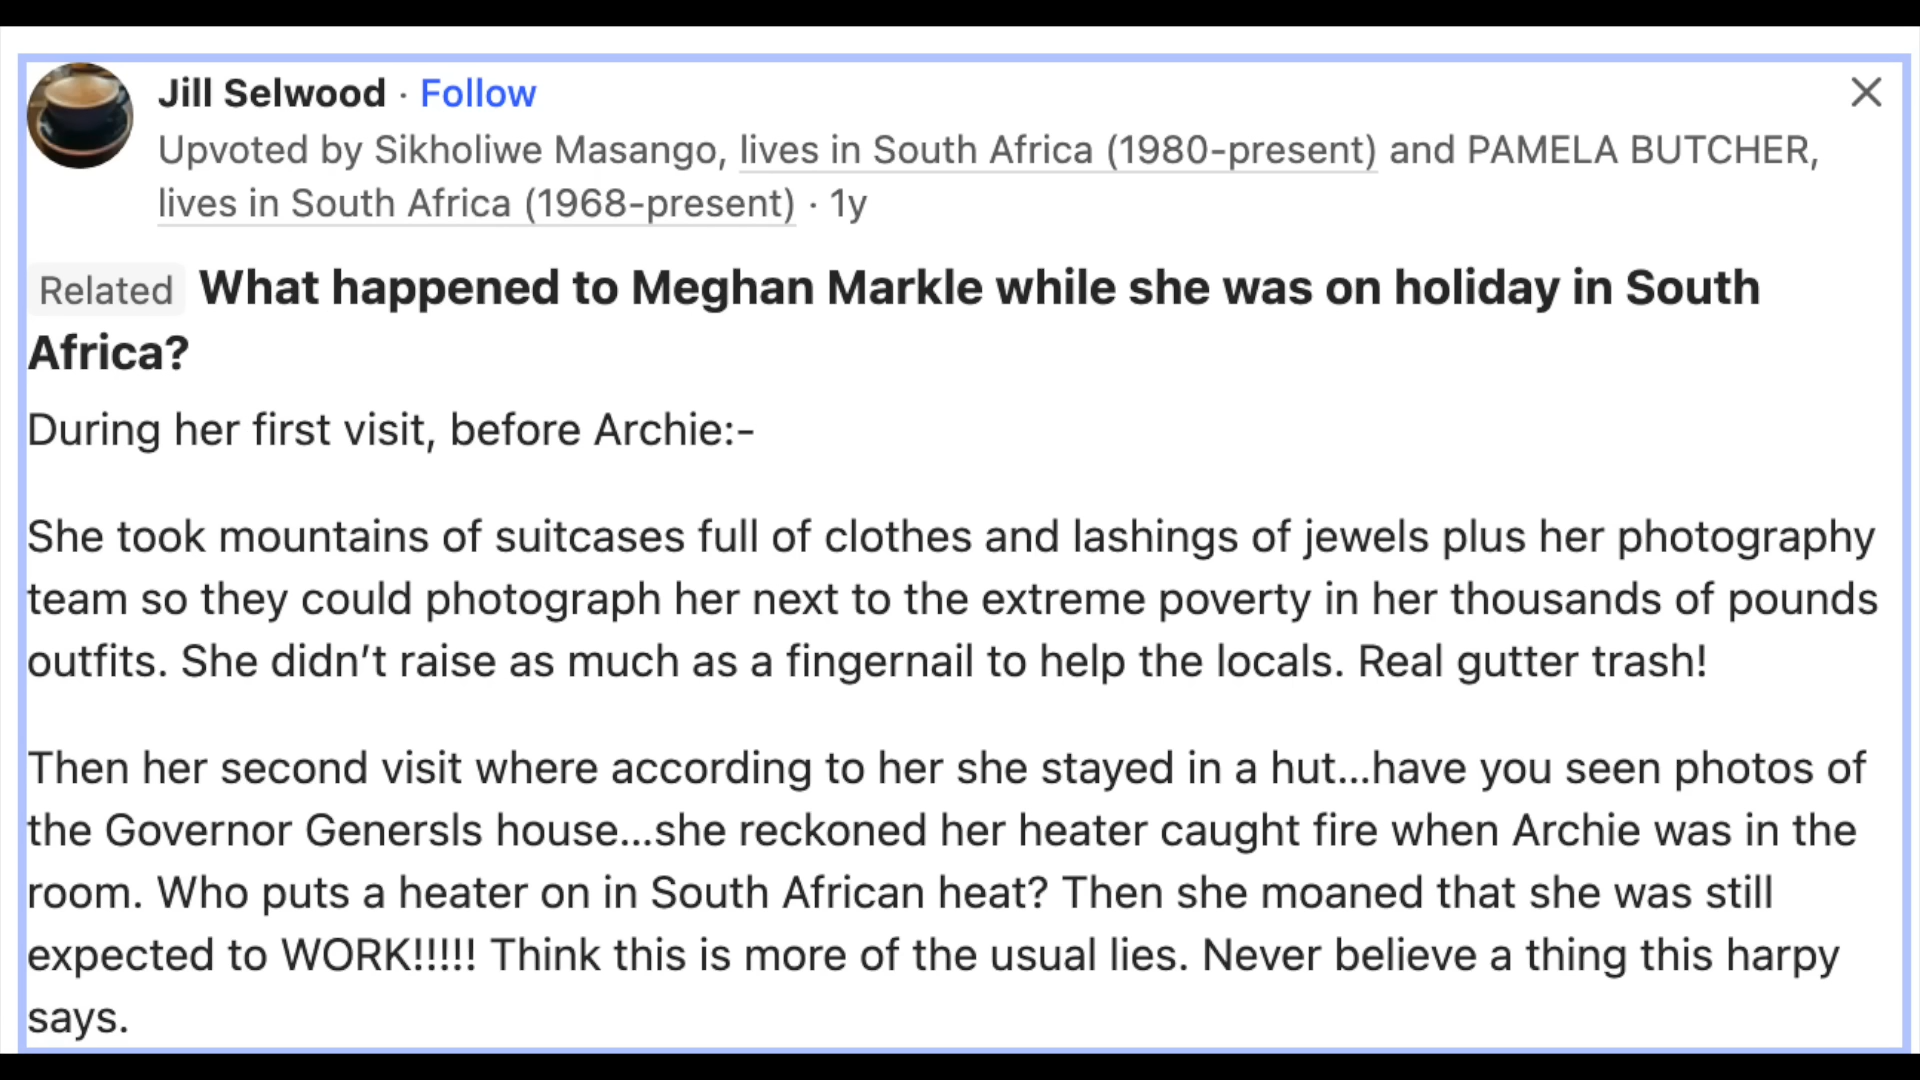 Jill Selwood · Follow
Upvoted by Sikholiwe Masango, lives in South Africa (1980-present) and PAMELA BUTCHER,
lives in South Africa (1968-present) · 1y
Related What happened to Meghan Markle while she was on holiday in South
Africa?
During her first visit, before Archie:-
She took mountains of suitcases full of clothes and lashings of jewels plus her photography
team so they could photograph her next to the extreme poverty in her thousands of pounds
outfits. She didn’t raise as much as a fingernail to help the locals. Real gutter trash!
Then her second visit where according to her she stayed in a hut...have you seen photos of
the Governor Genersls house...she reckoned her heater caught fire when Archie was in the
room. Who puts a heater on in South African heat? Then she moaned that she was still
expected to WORK!!!!! Think this is more of the usual lies. Never believe a thing this harpy
says.